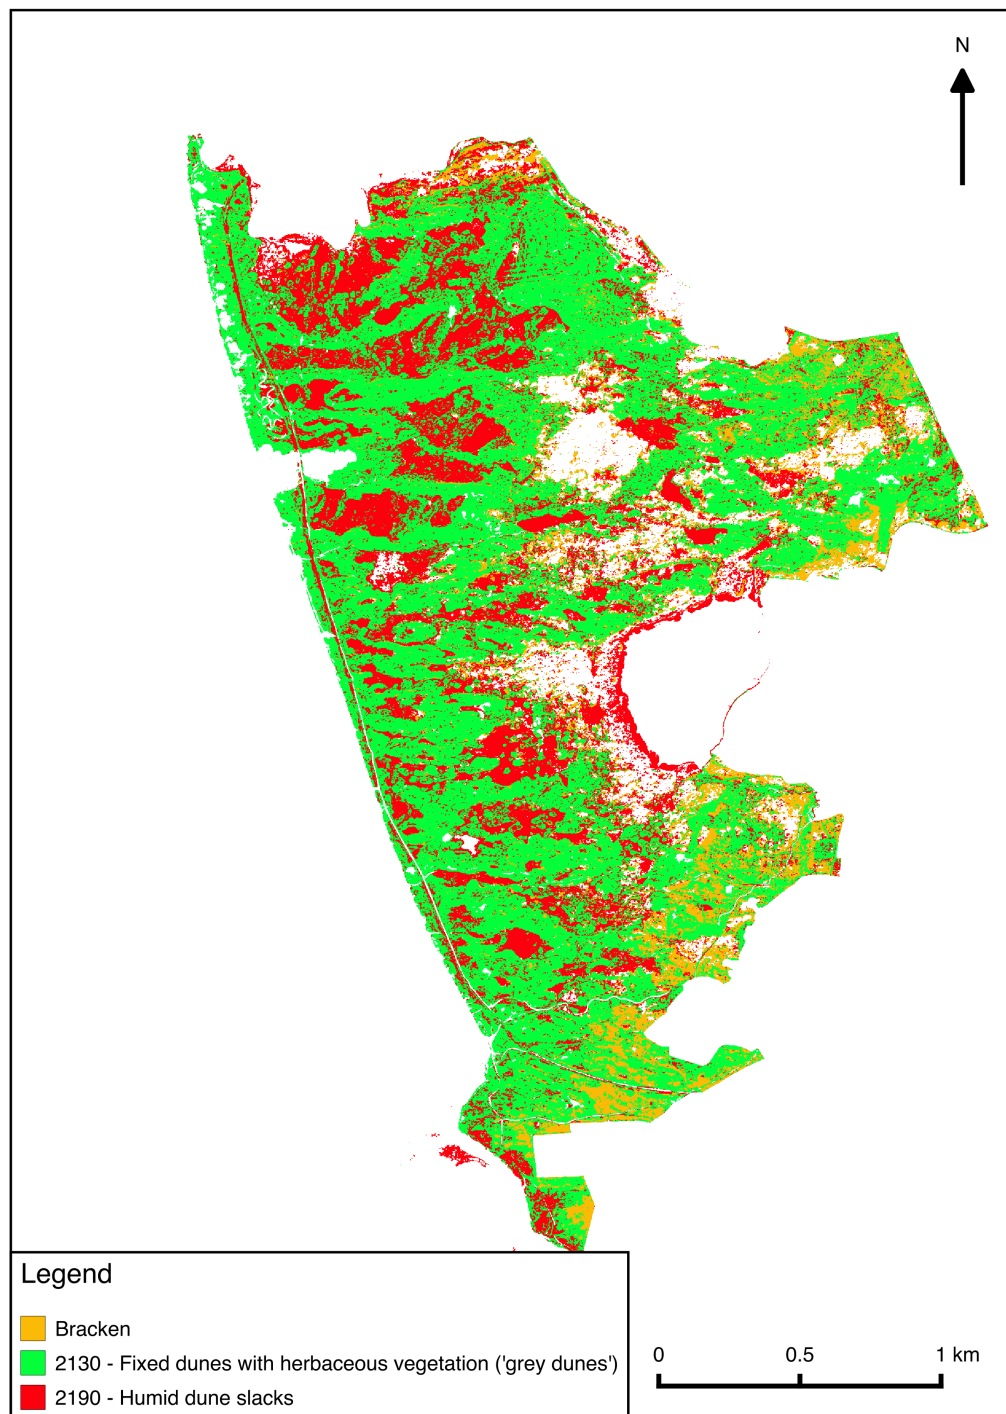 N
Legend
Bracken
2130 - Fixed dunes with herbaceous vegetation ('grey dunes')
2190 - Humid dune slacks
0 0.5 1 km